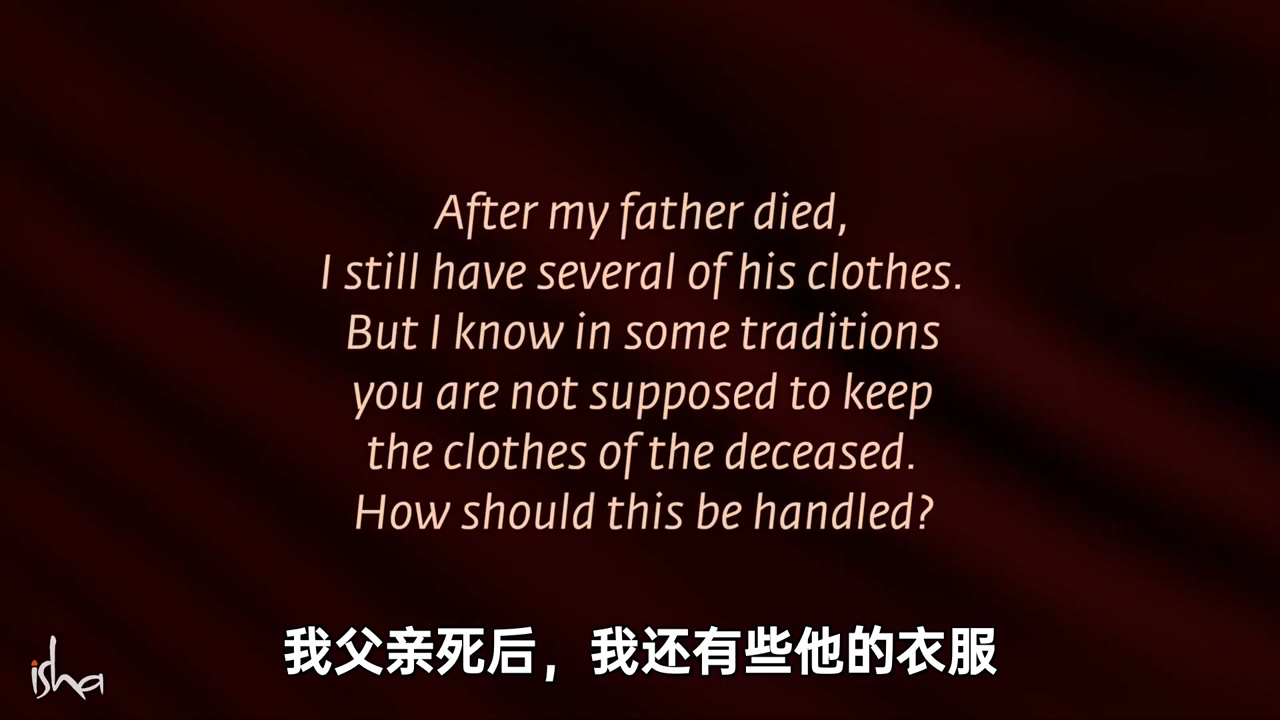 After my father died,
I still have several of his clothes.
But I know in some traditions
you are not supposed to keep
the clothes of the deceased.
How should this be handled?
我父亲死后，我还有些他的衣服
isha